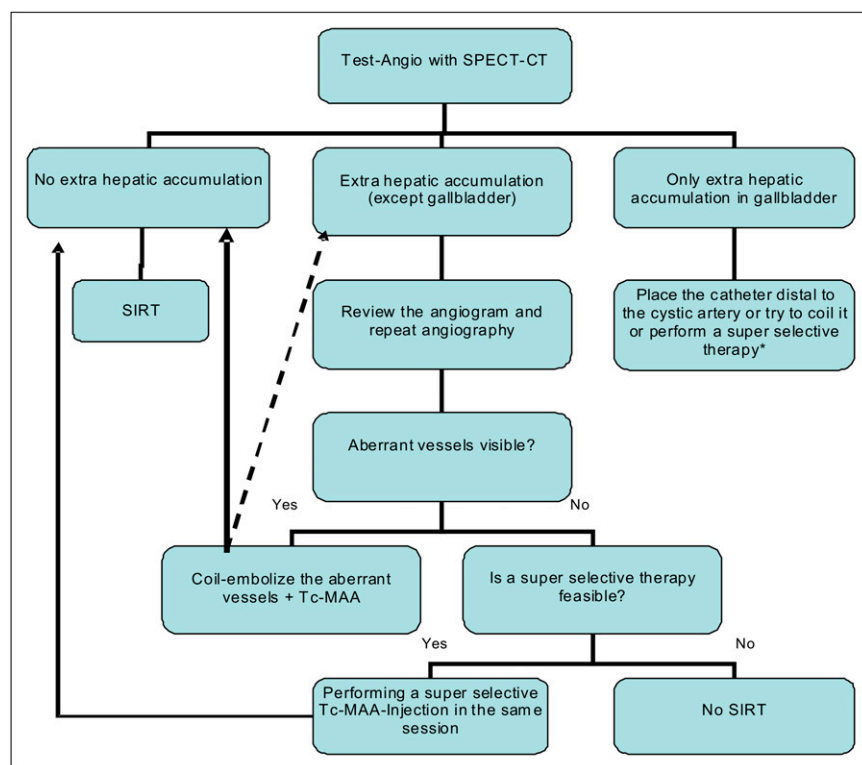 Test-Angio with SPECT-CT
No extra hepatic accumulation
Extra hepatic accumulation
(except gallbladder)
Only extra hepatic
accumulation in gallbladder
SIRT
Review the angiogram and
repeat angiography
Place the catheter distal to
the cystic artery or try to coil it
or perform a super selective
therapy*
Aberrant vessels visible?
Yes
No
Coil-embolize the aberrant
vessels + Tc-MAA
Is a super selective therapy
feasible?
Yes
No
Performing a super selective
Tc-MAA-Injection in the same
session
No SIRT